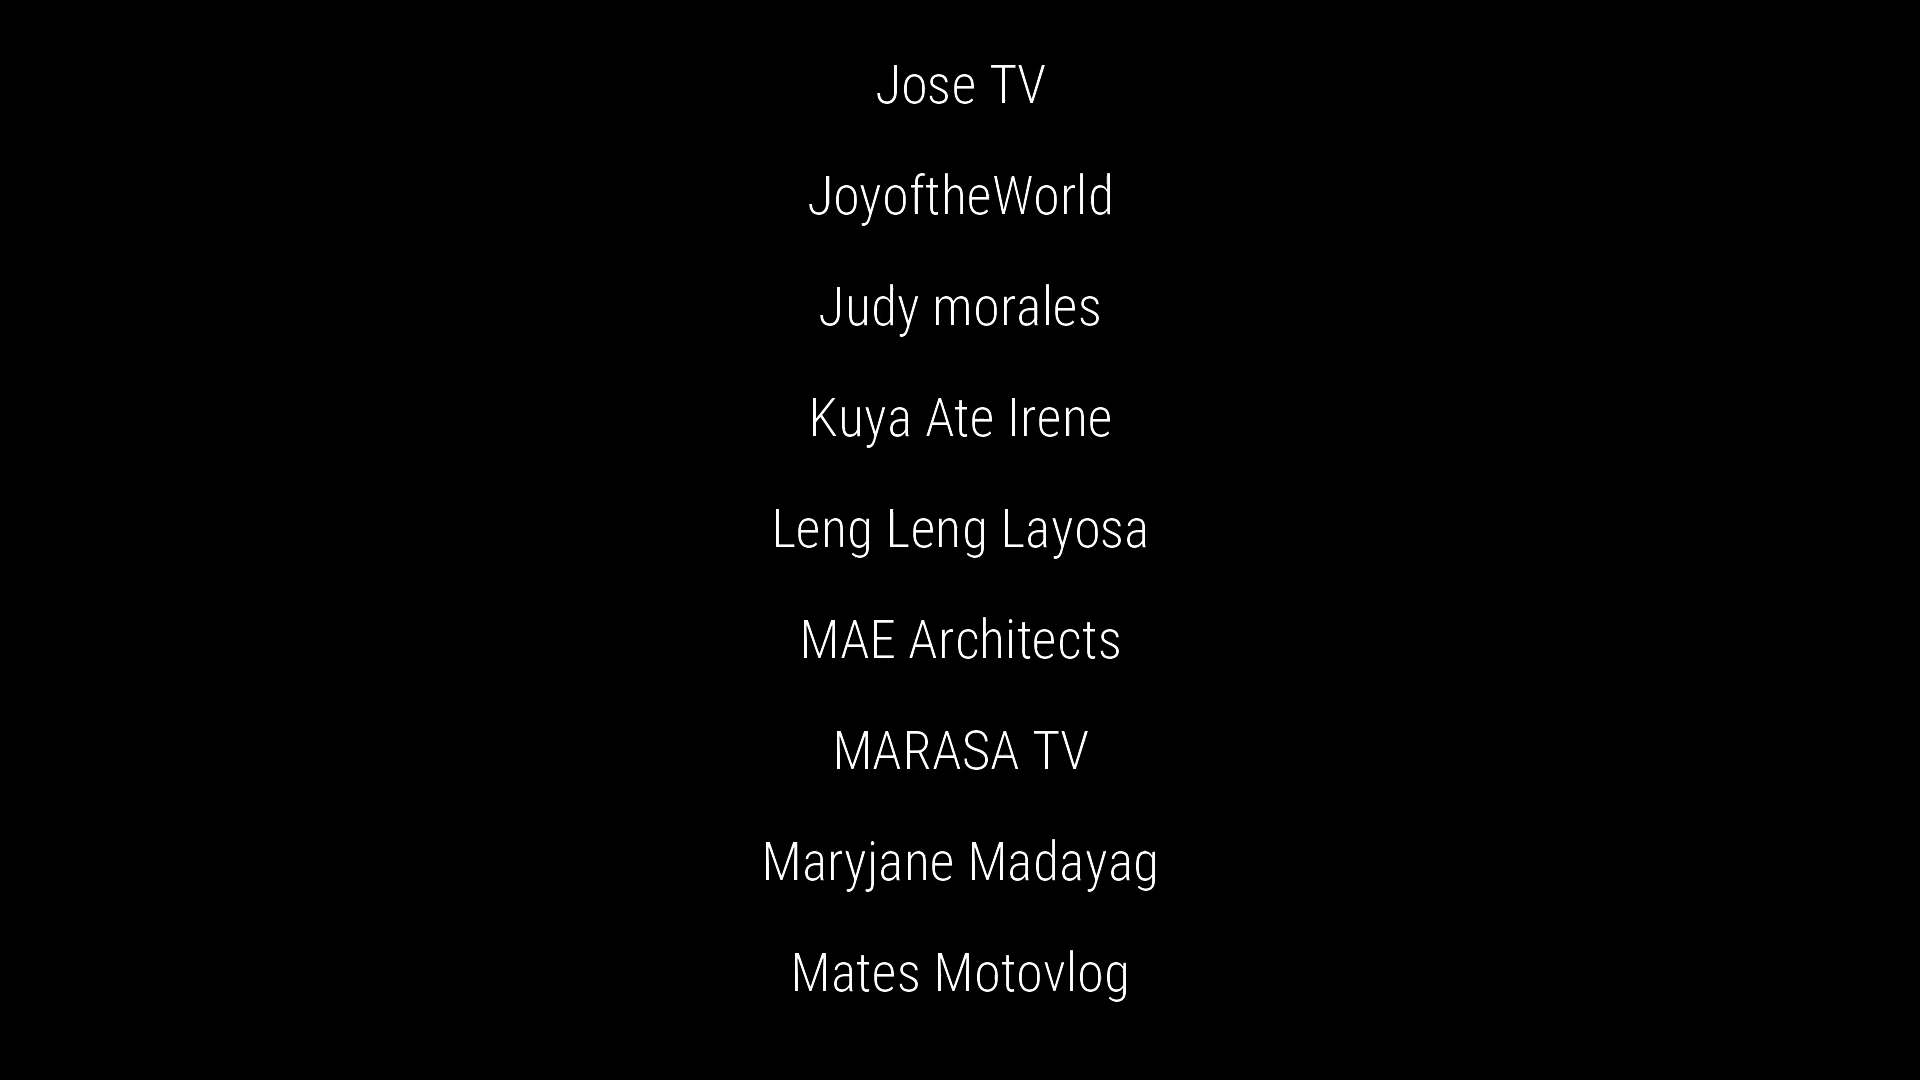 Jose TV
JoyoftheWorld
Judy morales
Kuya Ate Irene
Leng Leng Layosa
MAE Architects
MARASA TV
Maryjane Madayag
Mates Motovlog